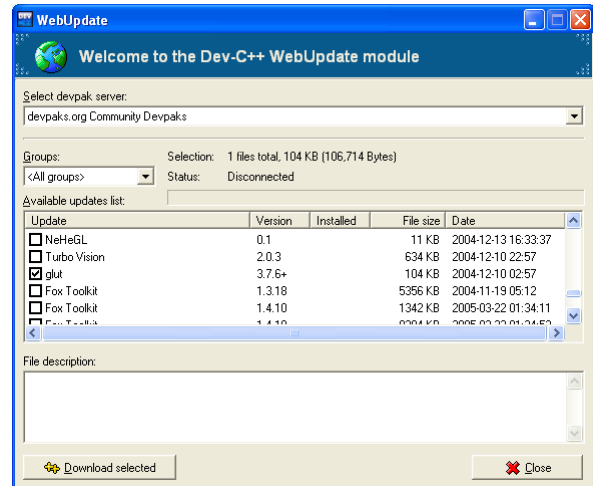 WebUpdate
Welcome to the Dev-C++ WebUpdate module
Select devpak server:
devpaks.org Community Devpaks
Groups: Selection: 1 files total, 104 KB (106,714 Bytes)
<All groups> Status: Disconnected
Available updates list:
Update Version Installed File size Date
NeHeGL 0.1 11 KB 2004-12-13 16:33:37
Turbo Vision 2.0.3 634 KB 2004-12-10 22:57
glut 3.7.6+ 104 KB 2004-12-10 02:57
Fox Toolkit 1.3.18 5356 KB 2004-11-19 05:12
Fox Toolkit 1.4.10 1342 KB 2005-03-22 01:34:11
Fox Toolkit 1.4.10
File description:
Download selected Close